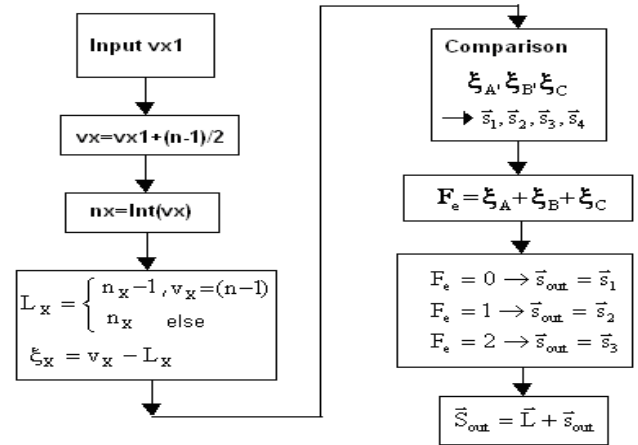 Input vx1
vx=vx1+(n-1)/2
nx=Int(vx)
L_x = { n_x−1 , v_x=(n-1)
n_x else
ξ_x = v_x − L_x
Comparison
ξ_A, ξ_B, ξ_C
→ s⃗_1, s⃗_2, s⃗_3, s⃗_4
F_e = ξ_A + ξ_B + ξ_C
F_e = 0 → s⃗_out = s⃗_1
F_e = 1 → s⃗_out = s⃗_2
F_e = 2 → s⃗_out = s⃗_3
S⃗_out = L⃗ + s⃗_out